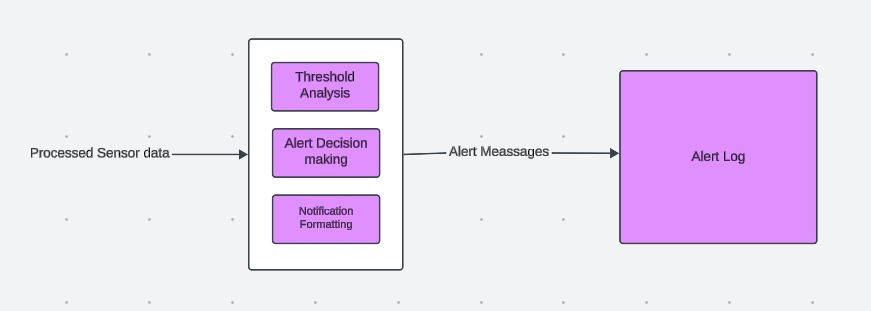 Processed Sensor data
Threshold
Analysis
Alert Decision
making
Notification
Formatting
Alert Meassages
Alert Log